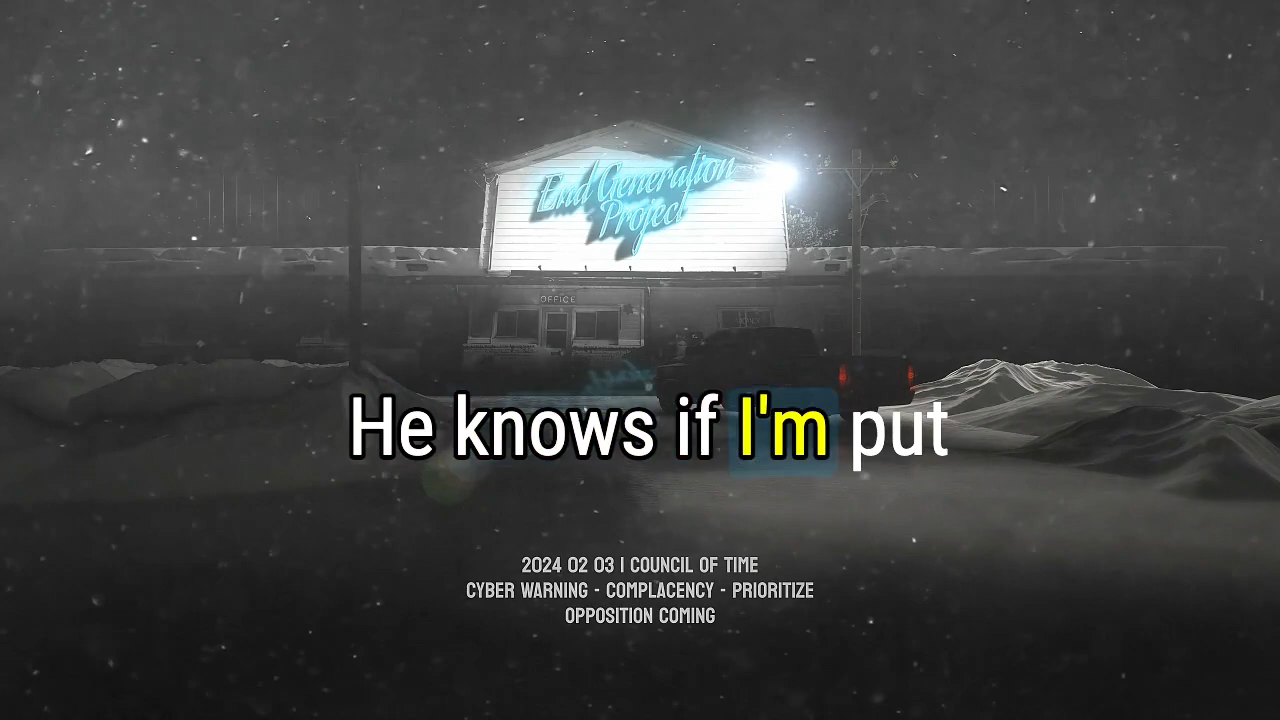 End Generation
Project
OFFICE
He knows if I'm put
2024 02 03 | COUNCIL OF TIME
CYBER WARNING - COMPLACENCY - PRIORITIZE
OPPOSITION COMING